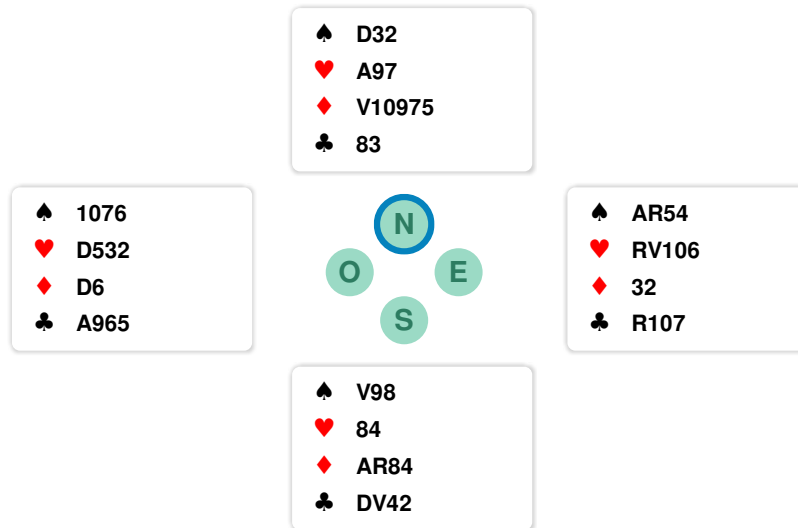 ♠ D32
♥ A97
♦ V10975
♣ 83
♠ 1076
♥ D532
♦ D6
♣ A965
N
O E
S
♠ AR54
♥ RV106
♦ 32
♣ R107
♠ V98
♥ 84
♦ AR84
♣ DV42